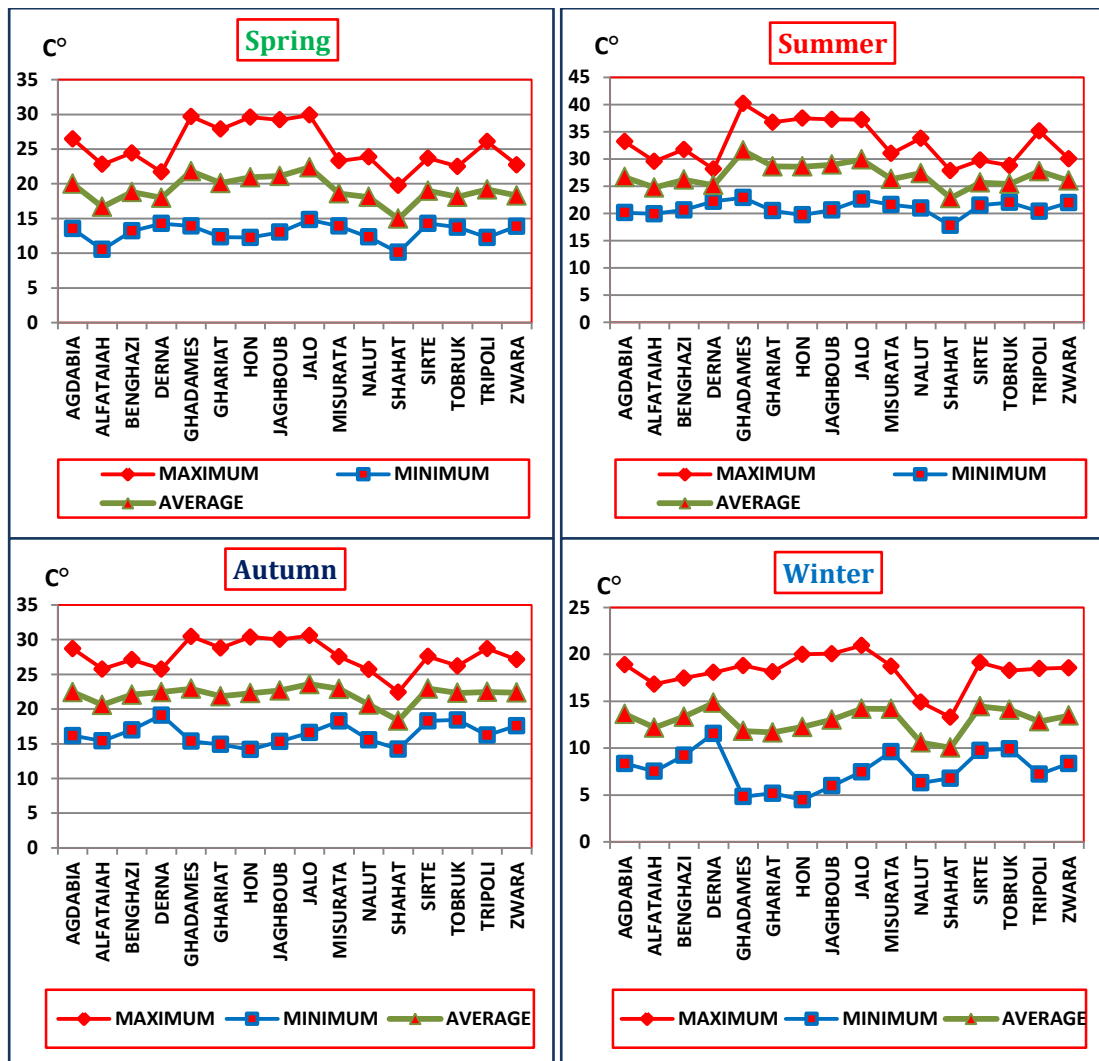 C°
Spring
35
30
25
20
15
10
5
0
AGDABIA
ALFATAIAH
BENGHAZI
DERNA
GHADAMES
GHARIAT
HON
JAGHBOUB
JALO
MISURATA
NALUT
SHAHAT
SIRTE
TOBRUK
TRIPOLI
ZWARA
MAXIMUM MINIMUM
AVERAGE
C°
Summer
45
40
35
30
25
20
15
10
5
0
AGDABIA
ALFATAIAH
BENGHAZI
DERNA
GHADAMES
GHARIAT
HON
JAGHBOUB
JALO
MISURATA
NALUT
SHAHAT
SIRTE
TOBRUK
TRIPOLI
ZWARA
MAXIMUM MINIMUM
AVERAGE
C°
Autumn
35
30
25
20
15
10
5
0
AGDABIA
ALFATAIAH
BENGHAZI
DERNA
GHADAMES
GHARIAT
HON
JAGHBOUB
JALO
MISURATA
NALUT
SHAHAT
SIRTE
TOBRUK
TRIPOLI
ZWARA
MAXIMUM MINIMUM AVERAGE
C°
Winter
25
20
15
10
5
0
AGDABIA
ALFATAIAH
BENGHAZI
DERNA
GHADAMES
GHARIAT
HON
JAGHBOUB
JALO
MISURATA
NALUT
SHAHAT
SIRTE
TOBRUK
TRIPOLI
ZWARA
MAXIMUM MINIMUM AVERAGE